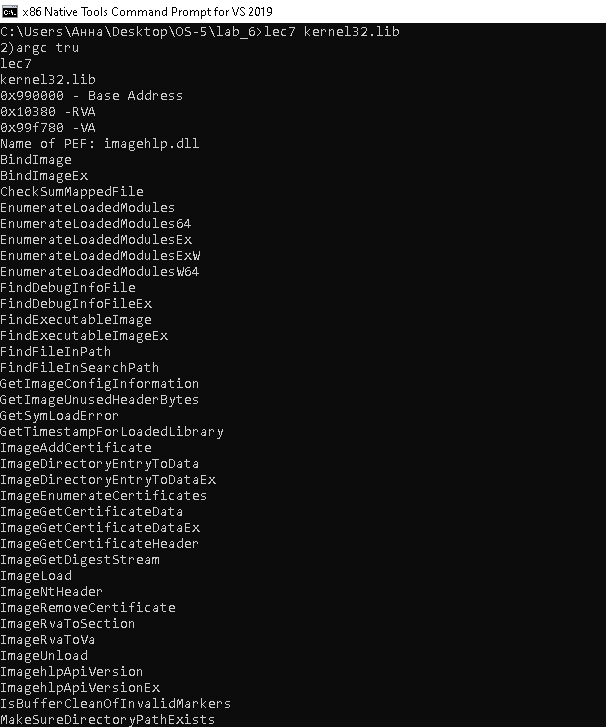 x86 Native Tools Command Prompt for VS 2019
C:\Users\Анна\Desktop\OS-5\lab_6>lec7 kernel32.lib
2)argc tru
lec7
kernel32.lib
0x990000 - Base Address
0x10380 -RVA
0x99f780 -VA
Name of PEF: imagehlp.dll
BindImage
BindImageEx
CheckSumMappedFile
EnumerateLoadedModules
EnumerateLoadedModules64
EnumerateLoadedModulesEx
EnumerateLoadedModulesExW
EnumerateLoadedModulesW64
FindDebugInfoFile
FindDebugInfoFileEx
FindExecutableImage
FindExecutableImageEx
FindFileInPath
FindFileInSearchPath
GetImageConfigInformation
GetImageUnusedHeaderBytes
GetSymLoadError
GetTimestampForLoadedLibrary
ImageAddCertificate
ImageDirectoryEntryToData
ImageDirectoryEntryToDataEx
ImageEnumerateCertificates
ImageGetCertificateData
ImageGetCertificateDataEx
ImageGetCertificateHeader
ImageGetDigestStream
ImageLoad
ImageNtHeader
ImageRemoveCertificate
ImageRvaToSection
ImageRvaToVa
ImageUnload
ImagehlpApiVersion
ImagehlpApiVersionEx
IsBufferCleanOfInvalidMarkers
MakeSureDirectoryPathExists